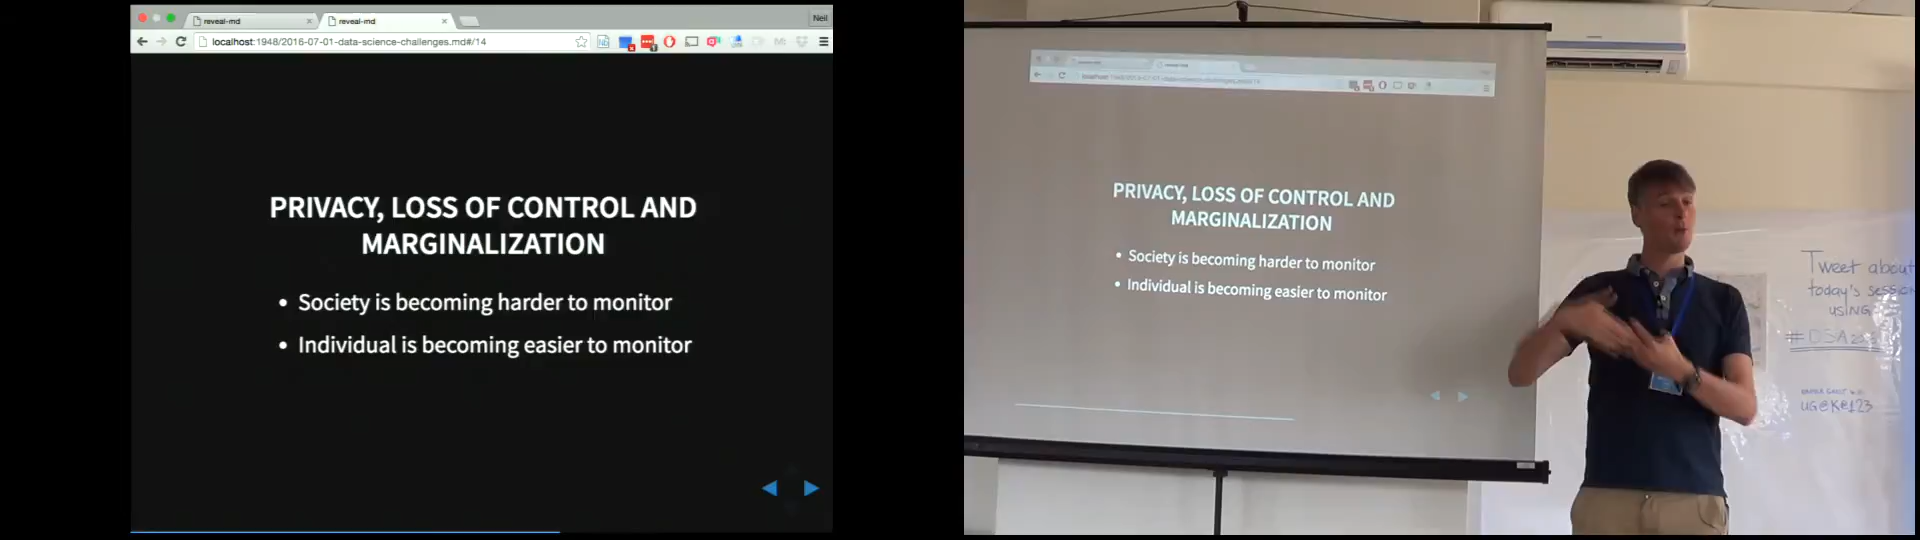 reveal-md
reveal-md
Neil
localhost:1948/2016-07-01-data-science-challenges.md#/14
PRIVACY, LOSS OF CONTROL AND
MARGINALIZATION
• Society is becoming harder to monitor
• Individual is becoming easier to monitor
PRIVACY, LOSS OF CONTROL AND
MARGINALIZATION
• Society is becoming harder to monitor
• Individual is becoming easier to monitor
Tweet about
today's session
USING